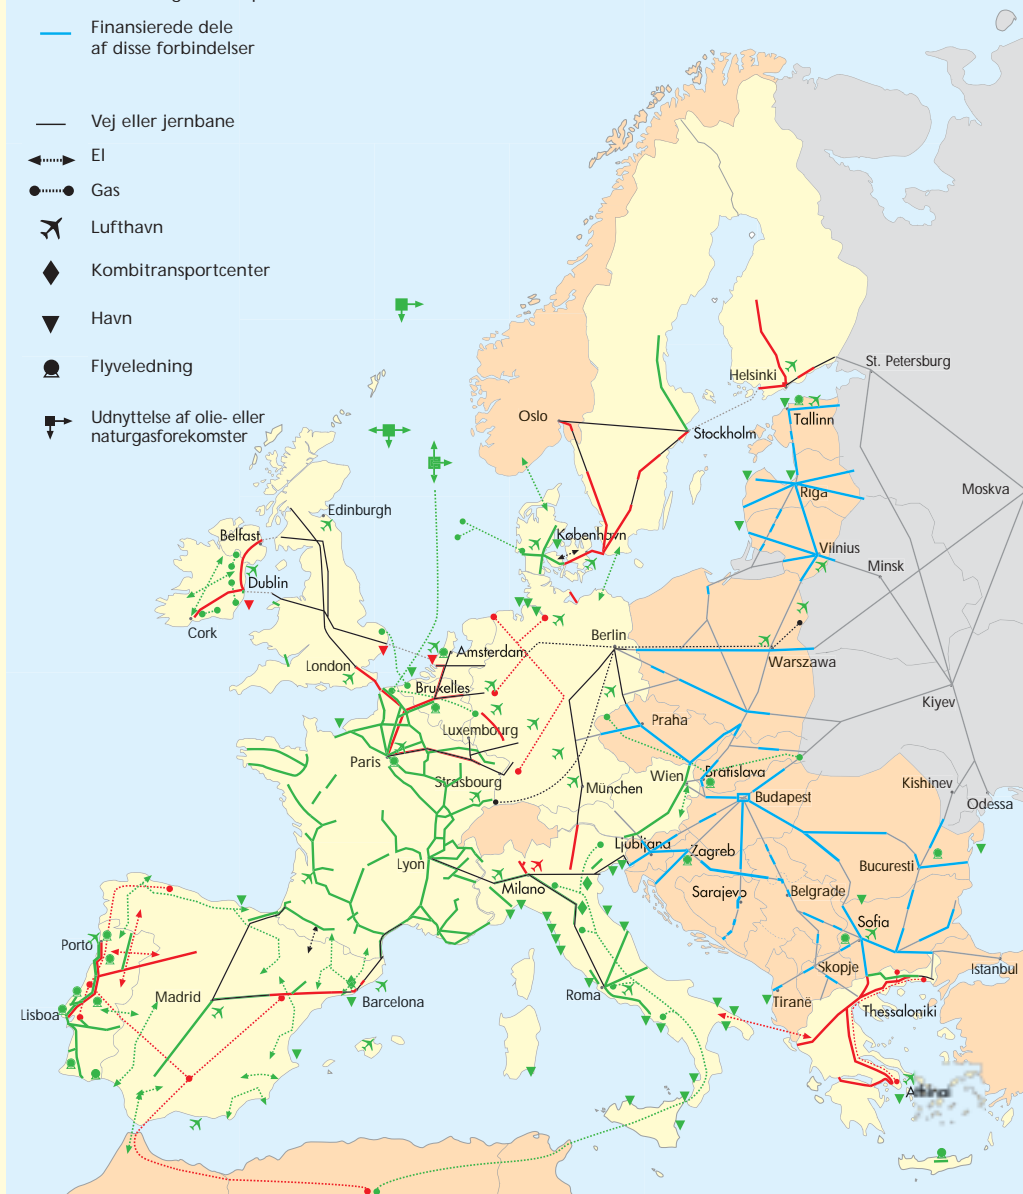 Finansierede dele
af disse forbindelser
Vej eller jernbane
El
Gas
Lufthavn
Kombitransportcenter
Havn
Flyveledning
Udnyttelse af olie- eller
naturgasforekomster
St. Petersburg
Helsinki
Oslo
Tallinn
Stockholm
Moskva
Riga
Edinburgh
Belfast
København
Vilnius
Minsk
Dublin
Cork
Berlin
Amsterdam
Warszawa
London
Bruxelles
Kiyev
Praha
Luxembourg
Paris
Wien
Bratislava
Strasbourg
München
Kishinev
Budapest
Odessa
Ljubljana
Zagreb
Lyon
Bucuresti
Milano
Sarajevo
Belgrade
Sofia
Porto
Skopje
Istanbul
Madrid
Roma
Barcelona
Tirane
Lisboa
Thessaloniki